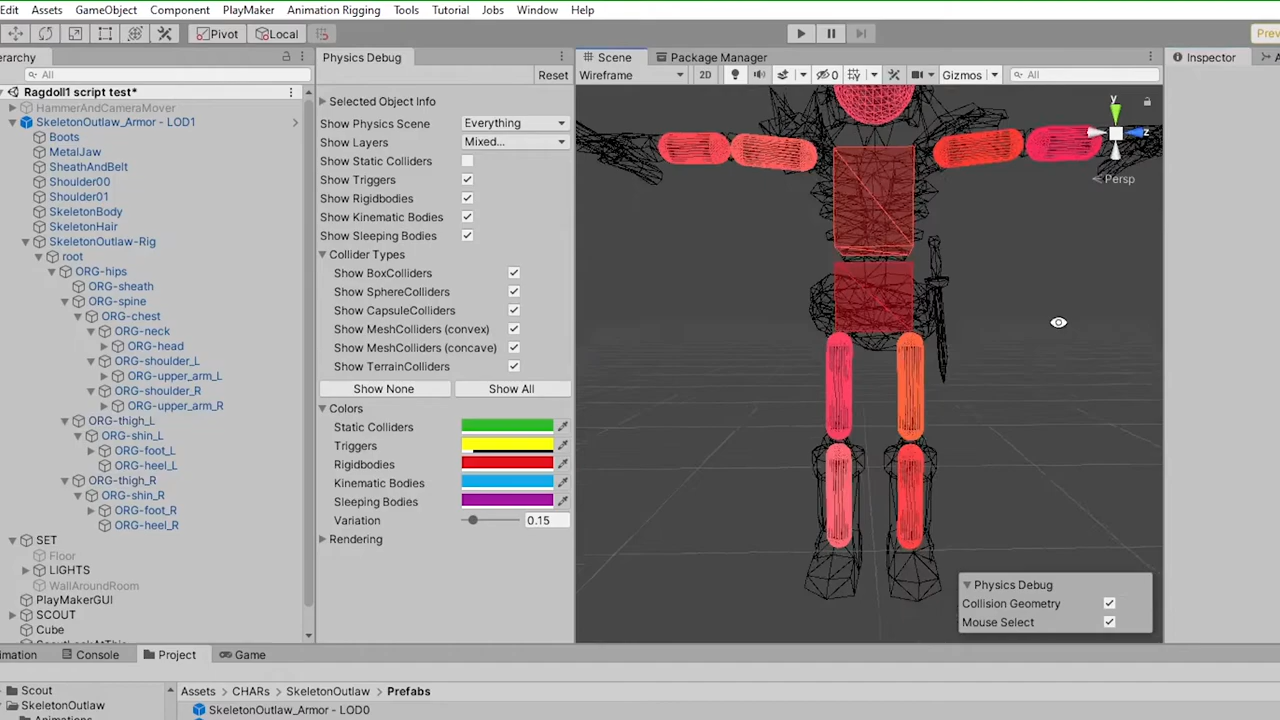 Edit Assets GameObject Component PlayMaker Animation Rigging Tools Tutorial Jobs Window Help
Pivot Local
erarchy Physics Debug Scene Package Manager Inspector
All Reset Wireframe 2D 0 Gizmos All
Ragdoll1 script test*
HammerAndCameraMover
SkeletonOutlaw_Armor - LOD1
Boots
MetalJaw
SheathAndBelt
Shoulder00
Shoulder01
SkeletonBody
SkeletonHair
SkeletonOutlaw-Rig
root
ORG-hips
ORG-sheath
ORG-spine
ORG-chest
ORG-neck
ORG-head
ORG-shoulder_L
ORG-upper_arm_L
ORG-shoulder_R
ORG-upper_arm_R
ORG-thigh_L
ORG-shin_L
ORG-foot_L
ORG-heel_L
ORG-thigh_R
ORG-shin_R
ORG-foot_R
ORG-heel_R
SET
Floor
LIGHTS
WallAroundRoom
PlayMakerGUI
SCOUT
Cube
Selected Object Info
Show Physics Scene Everything
Show Layers Mixed...
Show Static Colliders
Show Triggers
Show Rigidbodies
Show Kinematic Bodies
Show Sleeping Bodies
Collider Types
Show BoxColliders
Show SphereColliders
Show CapsuleColliders
Show MeshColliders (convex)
Show MeshColliders (concave)
Show TerrainColliders
Show None Show All
Colors
Static Colliders
Triggers
Rigidbodies
Kinematic Bodies
Sleeping Bodies
Variation 0.15
Rendering
y
z
Persp
Physics Debug
Collision Geometry
Mouse Select
imation Console Project Game
Scout
SkeletonOutlaw
Animations
Assets CHARs SkeletonOutlaw Prefabs
SkeletonOutlaw_Armor - LOD0